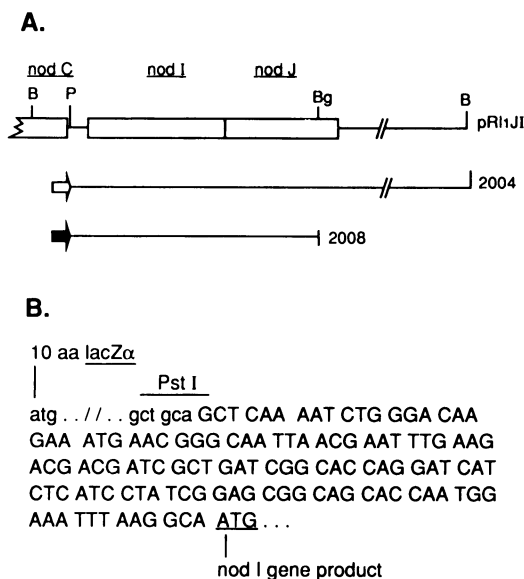 A.
nod C nod I nod J
B P Bg B
pRl1JI
2004
2008
B.
10 aa lacZα
Pst I
atg . . // . . gct gca GCT CAA AAT CTG GGA CAA
GAA ATG AAC GGG CAA TTA ACG AAT TTG AAG
ACG ACG ATC GCT GAT CGG CAC CAG GAT CAT
CTC ATC CTA TCG GAG CGG CAG CAC CAA TGG
AAA TTT AAG GCA ATG . . .
nod I gene product